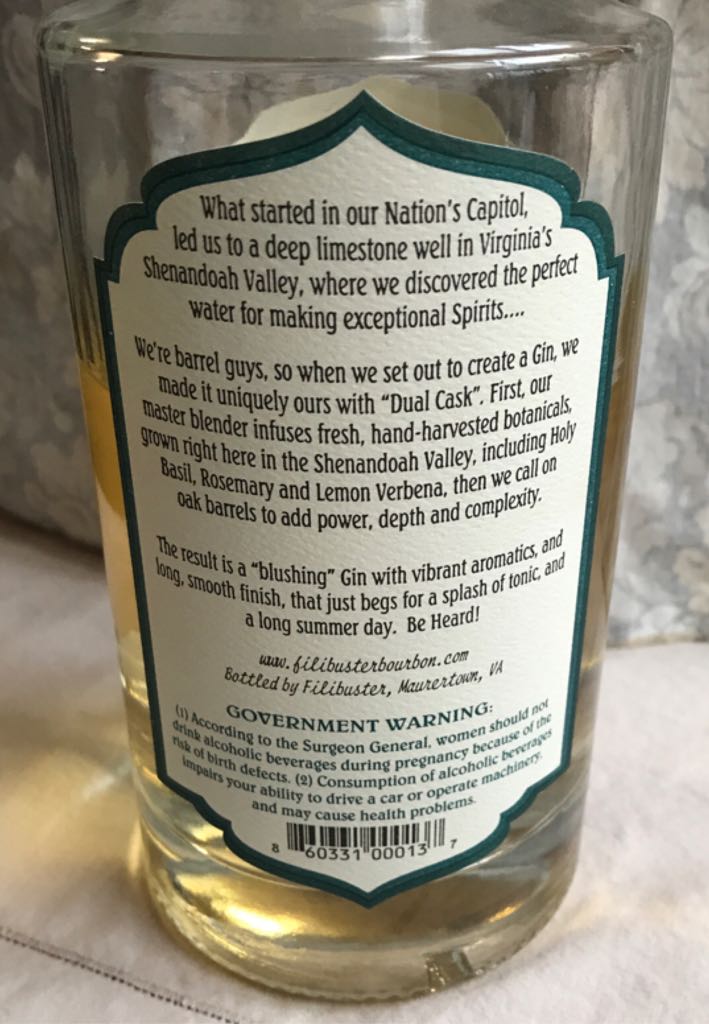 What started in our Nation's Capitol,
led us to a deep limestone well in Virginia's
Shenandoah Valley, where we discovered the perfect
water for making exceptional Spirits....
We're barrel guys, so when we set out to create a Gin, we
made it uniquely ours with "Dual Cask". First, our
master blender infuses fresh, hand-harvested botanicals,
grown right here in the Shenandoah Valley, including Holy
Basil, Rosemary and Lemon Verbena, then we call on
oak barrels to add power, depth and complexity.
The result is a "blushing" Gin with vibrant aromatics, and
long, smooth finish, that just begs for a splash of tonic, and
a long summer day. Be Heard!
www.filibusterbourbon.com
Bottled by Filibuster, Maurertown, VA
GOVERNMENT WARNING:
(1) According to the Surgeon General, women should not
drink alcoholic beverages during pregnancy because of the
risk of birth defects. (2) Consumption of alcoholic beverages
impairs your ability to drive a car or operate machinery,
and may cause health problems.
8 60331 00013 7